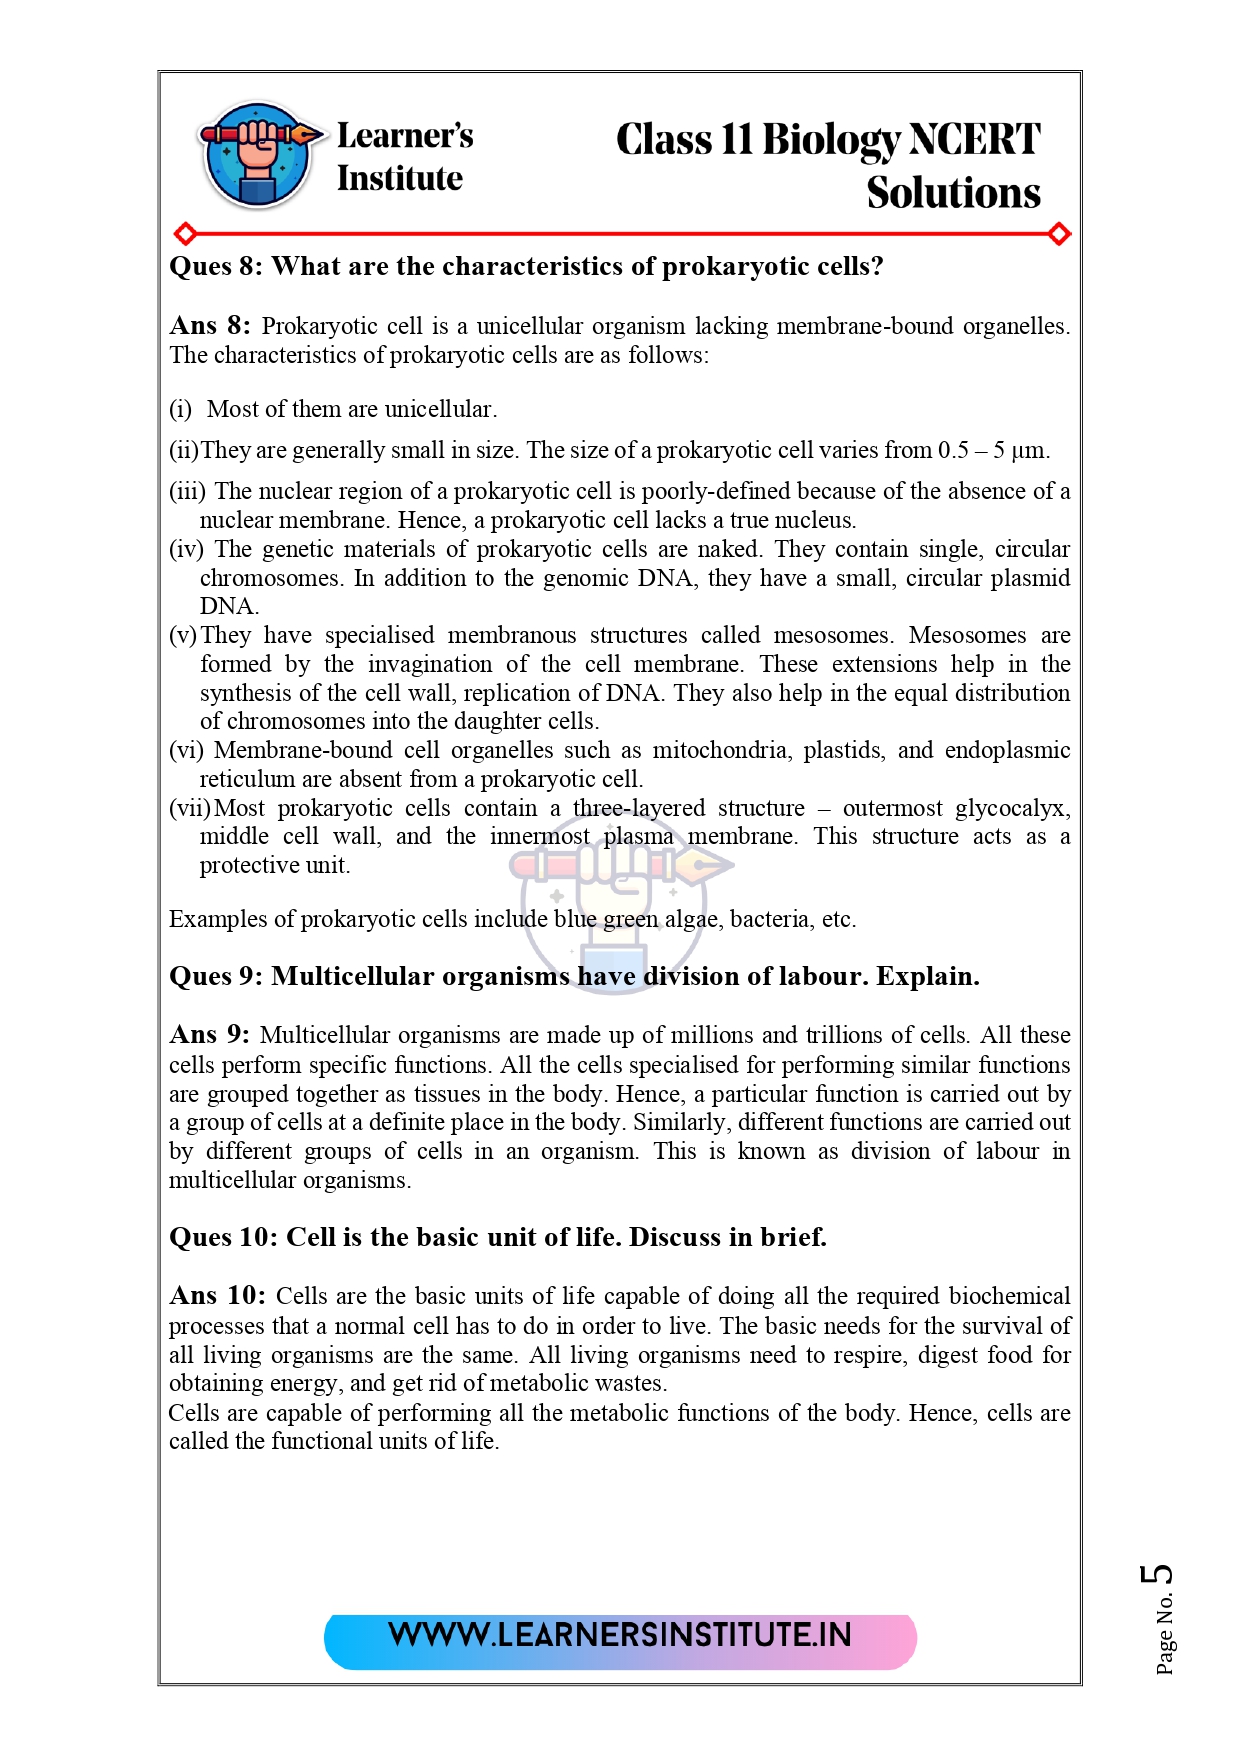 Learner's
Institute
Class 11 Biology NCERT
Solutions
Ques 8: What are the characteristics of prokaryotic cells?
Ans 8: Prokaryotic cell is a unicellular organism lacking membrane-bound organelles.
The characteristics of prokaryotic cells are as follows:
(i) Most of them are unicellular.
(ii)They are generally small in size. The size of a prokaryotic cell varies from 0.5 – 5 μm.
(iii) The nuclear region of a prokaryotic cell is poorly-defined because of the absence of a
nuclear membrane. Hence, a prokaryotic cell lacks a true nucleus.
(iv) The genetic materials of prokaryotic cells are naked. They contain single, circular
chromosomes. In addition to the genomic DNA, they have a small, circular plasmid
DNA.
(v) They have specialised membranous structures called mesosomes. Mesosomes are
formed by the invagination of the cell membrane. These extensions help in the
synthesis of the cell wall, replication of DNA. They also help in the equal distribution
of chromosomes into the daughter cells.
(vi) Membrane-bound cell organelles such as mitochondria, plastids, and endoplasmic
reticulum are absent from a prokaryotic cell.
(vii) Most prokaryotic cells contain a three-layered structure – outermost glycocalyx,
middle cell wall, and the innermost plasma membrane. This structure acts as a
protective unit.
Examples of prokaryotic cells include blue green algae, bacteria, etc.
Ques 9: Multicellular organisms have division of labour. Explain.
Ans 9: Multicellular organisms are made up of millions and trillions of cells. All these
cells perform specific functions. All the cells specialised for performing similar functions
are grouped together as tissues in the body. Hence, a particular function is carried out by
a group of cells at a definite place in the body. Similarly, different functions are carried out
by different groups of cells in an organism. This is known as division of labour in
multicellular organisms.
Ques 10: Cell is the basic unit of life. Discuss in brief.
Ans 10: Cells are the basic units of life capable of doing all the required biochemical
processes that a normal cell has to do in order to live. The basic needs for the survival of
all living organisms are the same. All living organisms need to respire, digest food for
obtaining energy, and get rid of metabolic wastes.
Cells are capable of performing all the metabolic functions of the body. Hence, cells are
called the functional units of life.
WWW.LEARNERSINSTITUTE.IN
Page No. 5